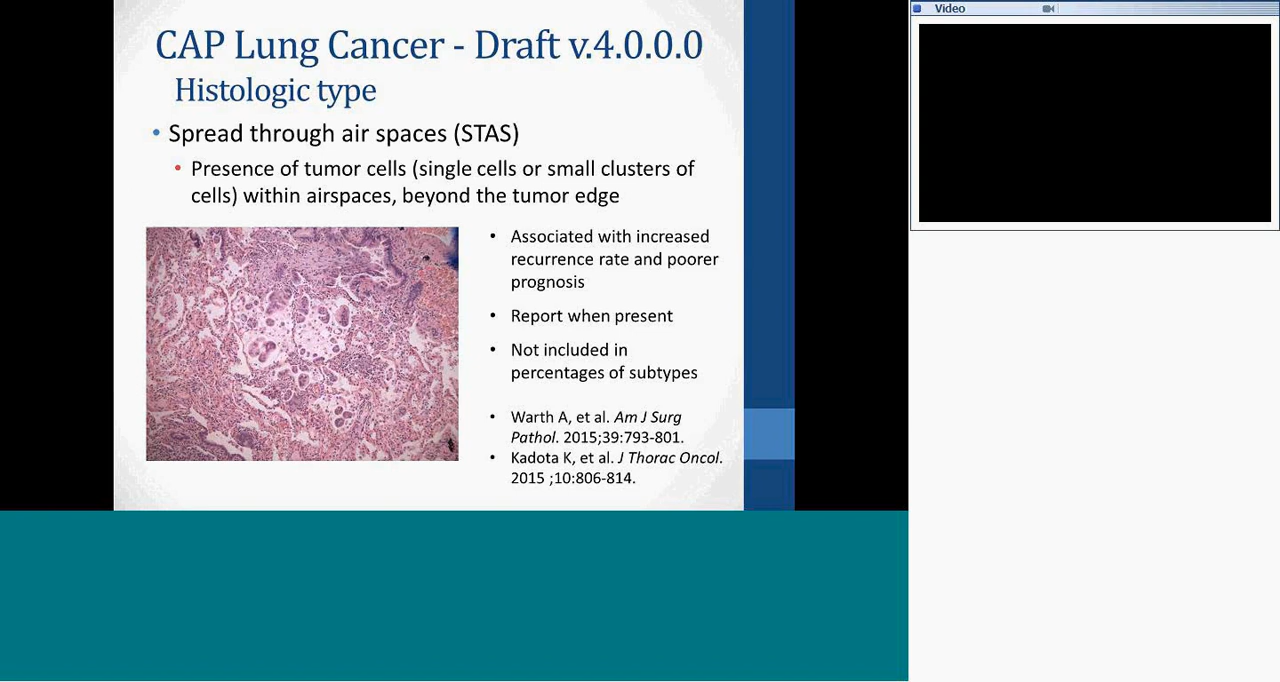 CAP Lung Cancer - Draft v.4.0.0.0
Histologic type
• Spread through air spaces (STAS)
• Presence of tumor cells (single cells or small clusters of
cells) within airspaces, beyond the tumor edge
• Associated with increased
recurrence rate and poorer
prognosis
• Report when present
• Not included in
percentages of subtypes
• Warth A, et al. Am J Surg
Pathol. 2015;39:793-801.
• Kadota K, et al. J Thorac Oncol.
2015 ;10:806-814.
Video